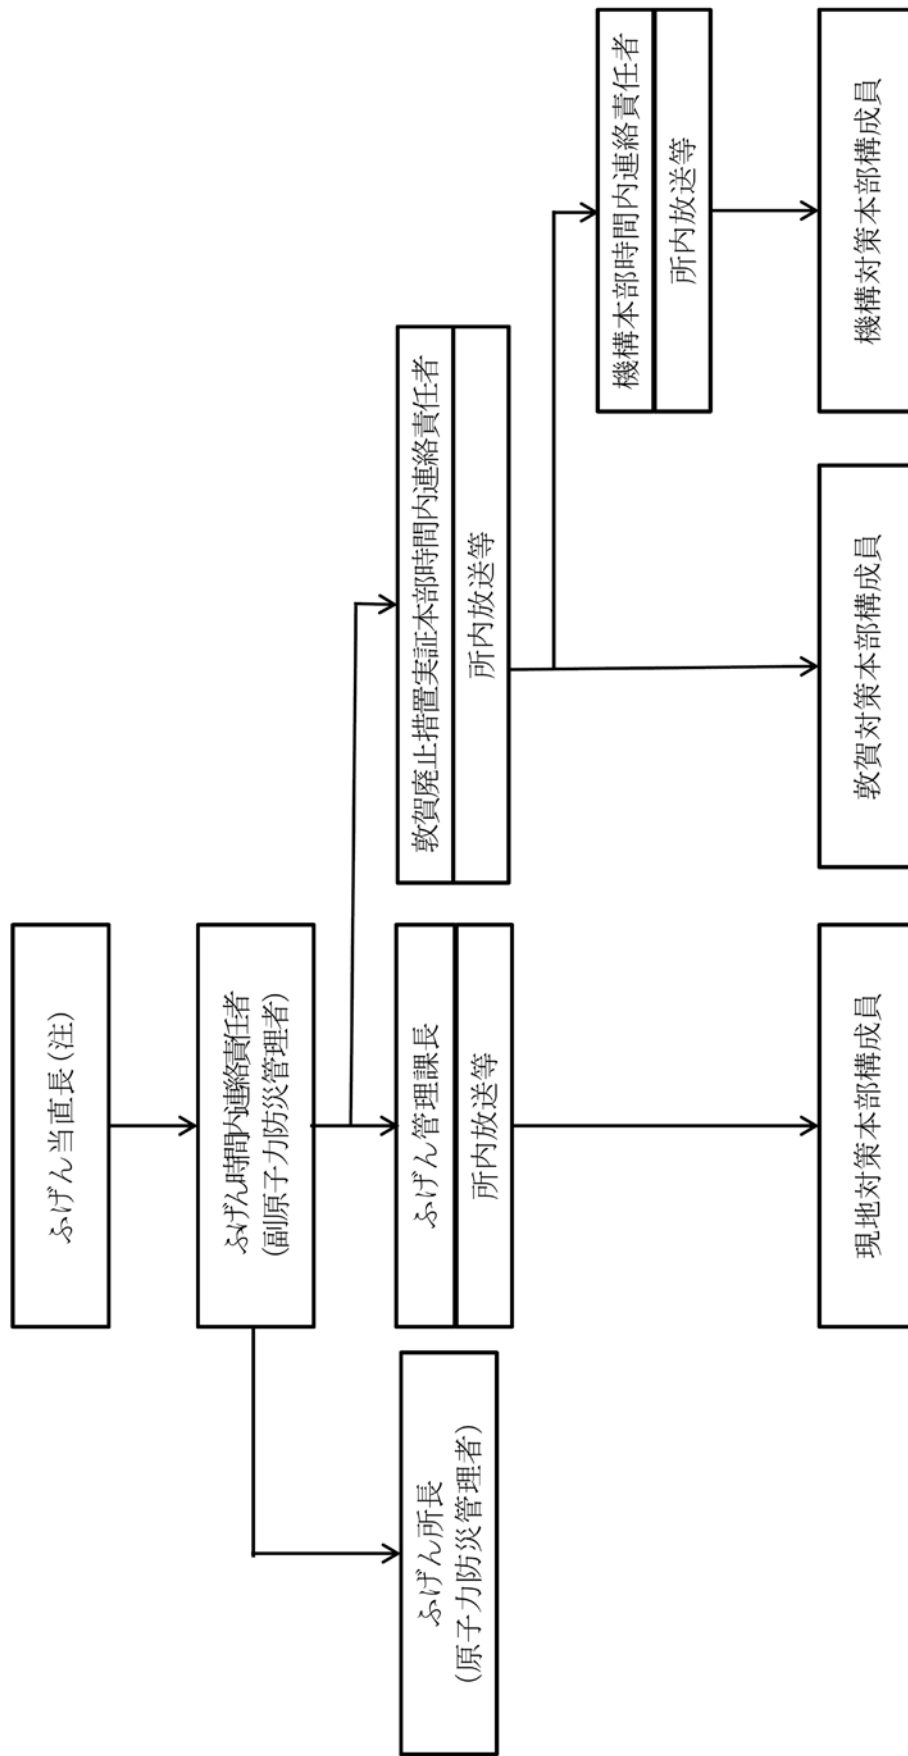 ふげん当直長(注)
ふげん時間内連絡責任者
(副原子力防災管理者)
ふげん所長
(原子力防災管理者)
ふげん管理課長
所内放送等
敦賀廃止措置実証本部時間内連絡責任者
所内放送等
機構本部時間内連絡責任者
所内放送等
現地対策本部構成員
敦賀対策本部構成員
機構対策本部構成員